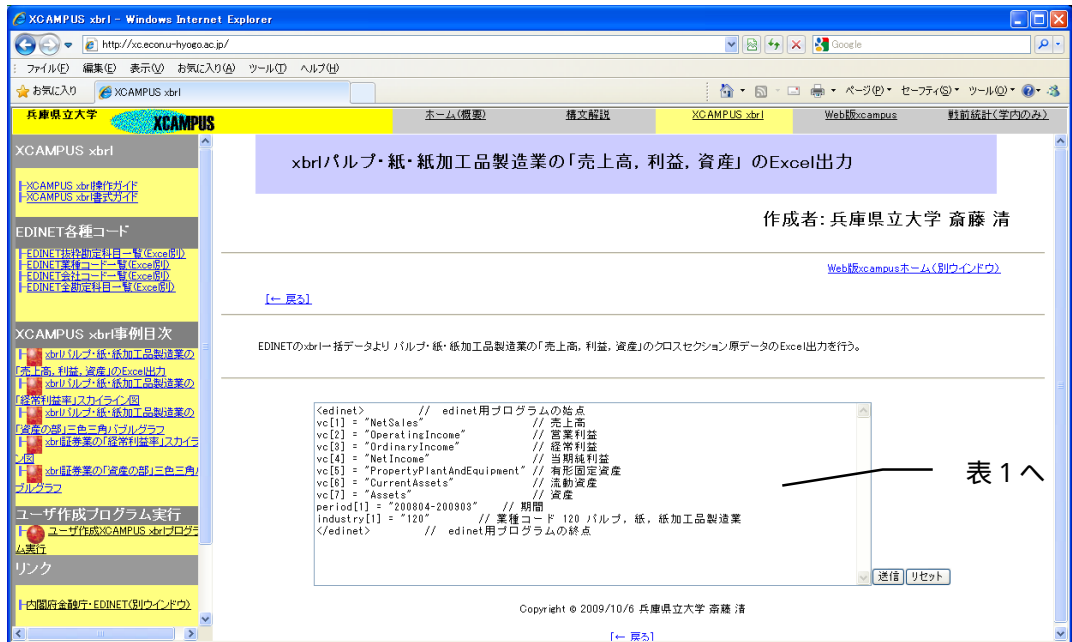 XCAMPUS xbrl - Windows Internet Explorer
http://xc.econ.u-hyogo.ac.jp/
Google
ファイル(F) 編集(E) 表示(V) お気に入り(A) ツール(T) ヘルプ(H)
お気に入り XCAMPUS xbrl
ページ(P) セーフティ(S) ツール(O)
兵庫県立大学 XCAMPUS
ホーム(概要) 構文解説 XCAMPUS xbrl Web版xcampus 戦前統計(学内のみ)
XCAMPUS xbrl
├XCAMPUS xbrl操作ガイド
├XCAMPUS xbrl書式ガイド
EDINET各種コード
├EDINET抜粋勘定科目一覧(Excel別)
├EDINET業種コード一覧(Excel別)
├EDINET会社コード一覧(Excel別)
├EDINET全勘定科目一覧(Excel別)
XCAMPUS xbrl事例目次
├ xbrlパルプ・紙・紙加工品製造業の
「売上高, 利益, 資産」のExcel出力
├ xbrlパルプ・紙・紙加工品製造業の
「経常利益率」スカイライン図
├ xbrlパルプ・紙・紙加工品製造業の
「資産の部」三色三角バブルグラフ
├ xbrl証券業の「経常利益率」スカイラ
ン図
├ xbrl証券業の「資産の部」三色三角バ
ブルグラフ
ユーザ作成プログラム実行
├ ユーザ作成XCAMPUS xbrlプログラ
ム実行
リンク
├内閣府金融庁・EDINET(別ウインドウ)
xbrlパルプ・紙・紙加工品製造業の「売上高, 利益, 資産」のExcel出力
作成者: 兵庫県立大学 斎藤 清
Web版xcampusホーム(別ウインドウ)
[← 戻る]
EDINETのxbrl一括データより パルプ・紙・紙加工品製造業の「売上高, 利益, 資産」のクロスセクション原データのExcel出力を行う。
<edinet> // edinet用プログラムの始点
vc[1] = "NetSales" // 売上高
vc[2] = "OperatingIncome" // 営業利益
vc[3] = "OrdinaryIncome" // 経常利益
vc[4] = "NetIncome" // 当期純利益
vc[5] = "PropertyPlantAndEquipment" // 有形固定資産
vc[6] = "CurrentAssets" // 流動資産
vc[7] = "Assets" // 資産
period[1] = "200804-200903" // 期間
industry[1] = "120" // 業種コード 120 パルプ, 紙, 紙加工品製造業
</edinet> // edinet用プログラムの終点
表1へ
送信 リセット
Copyright © 2009/10/6 兵庫県立大学 斎藤 清
[← 戻る]